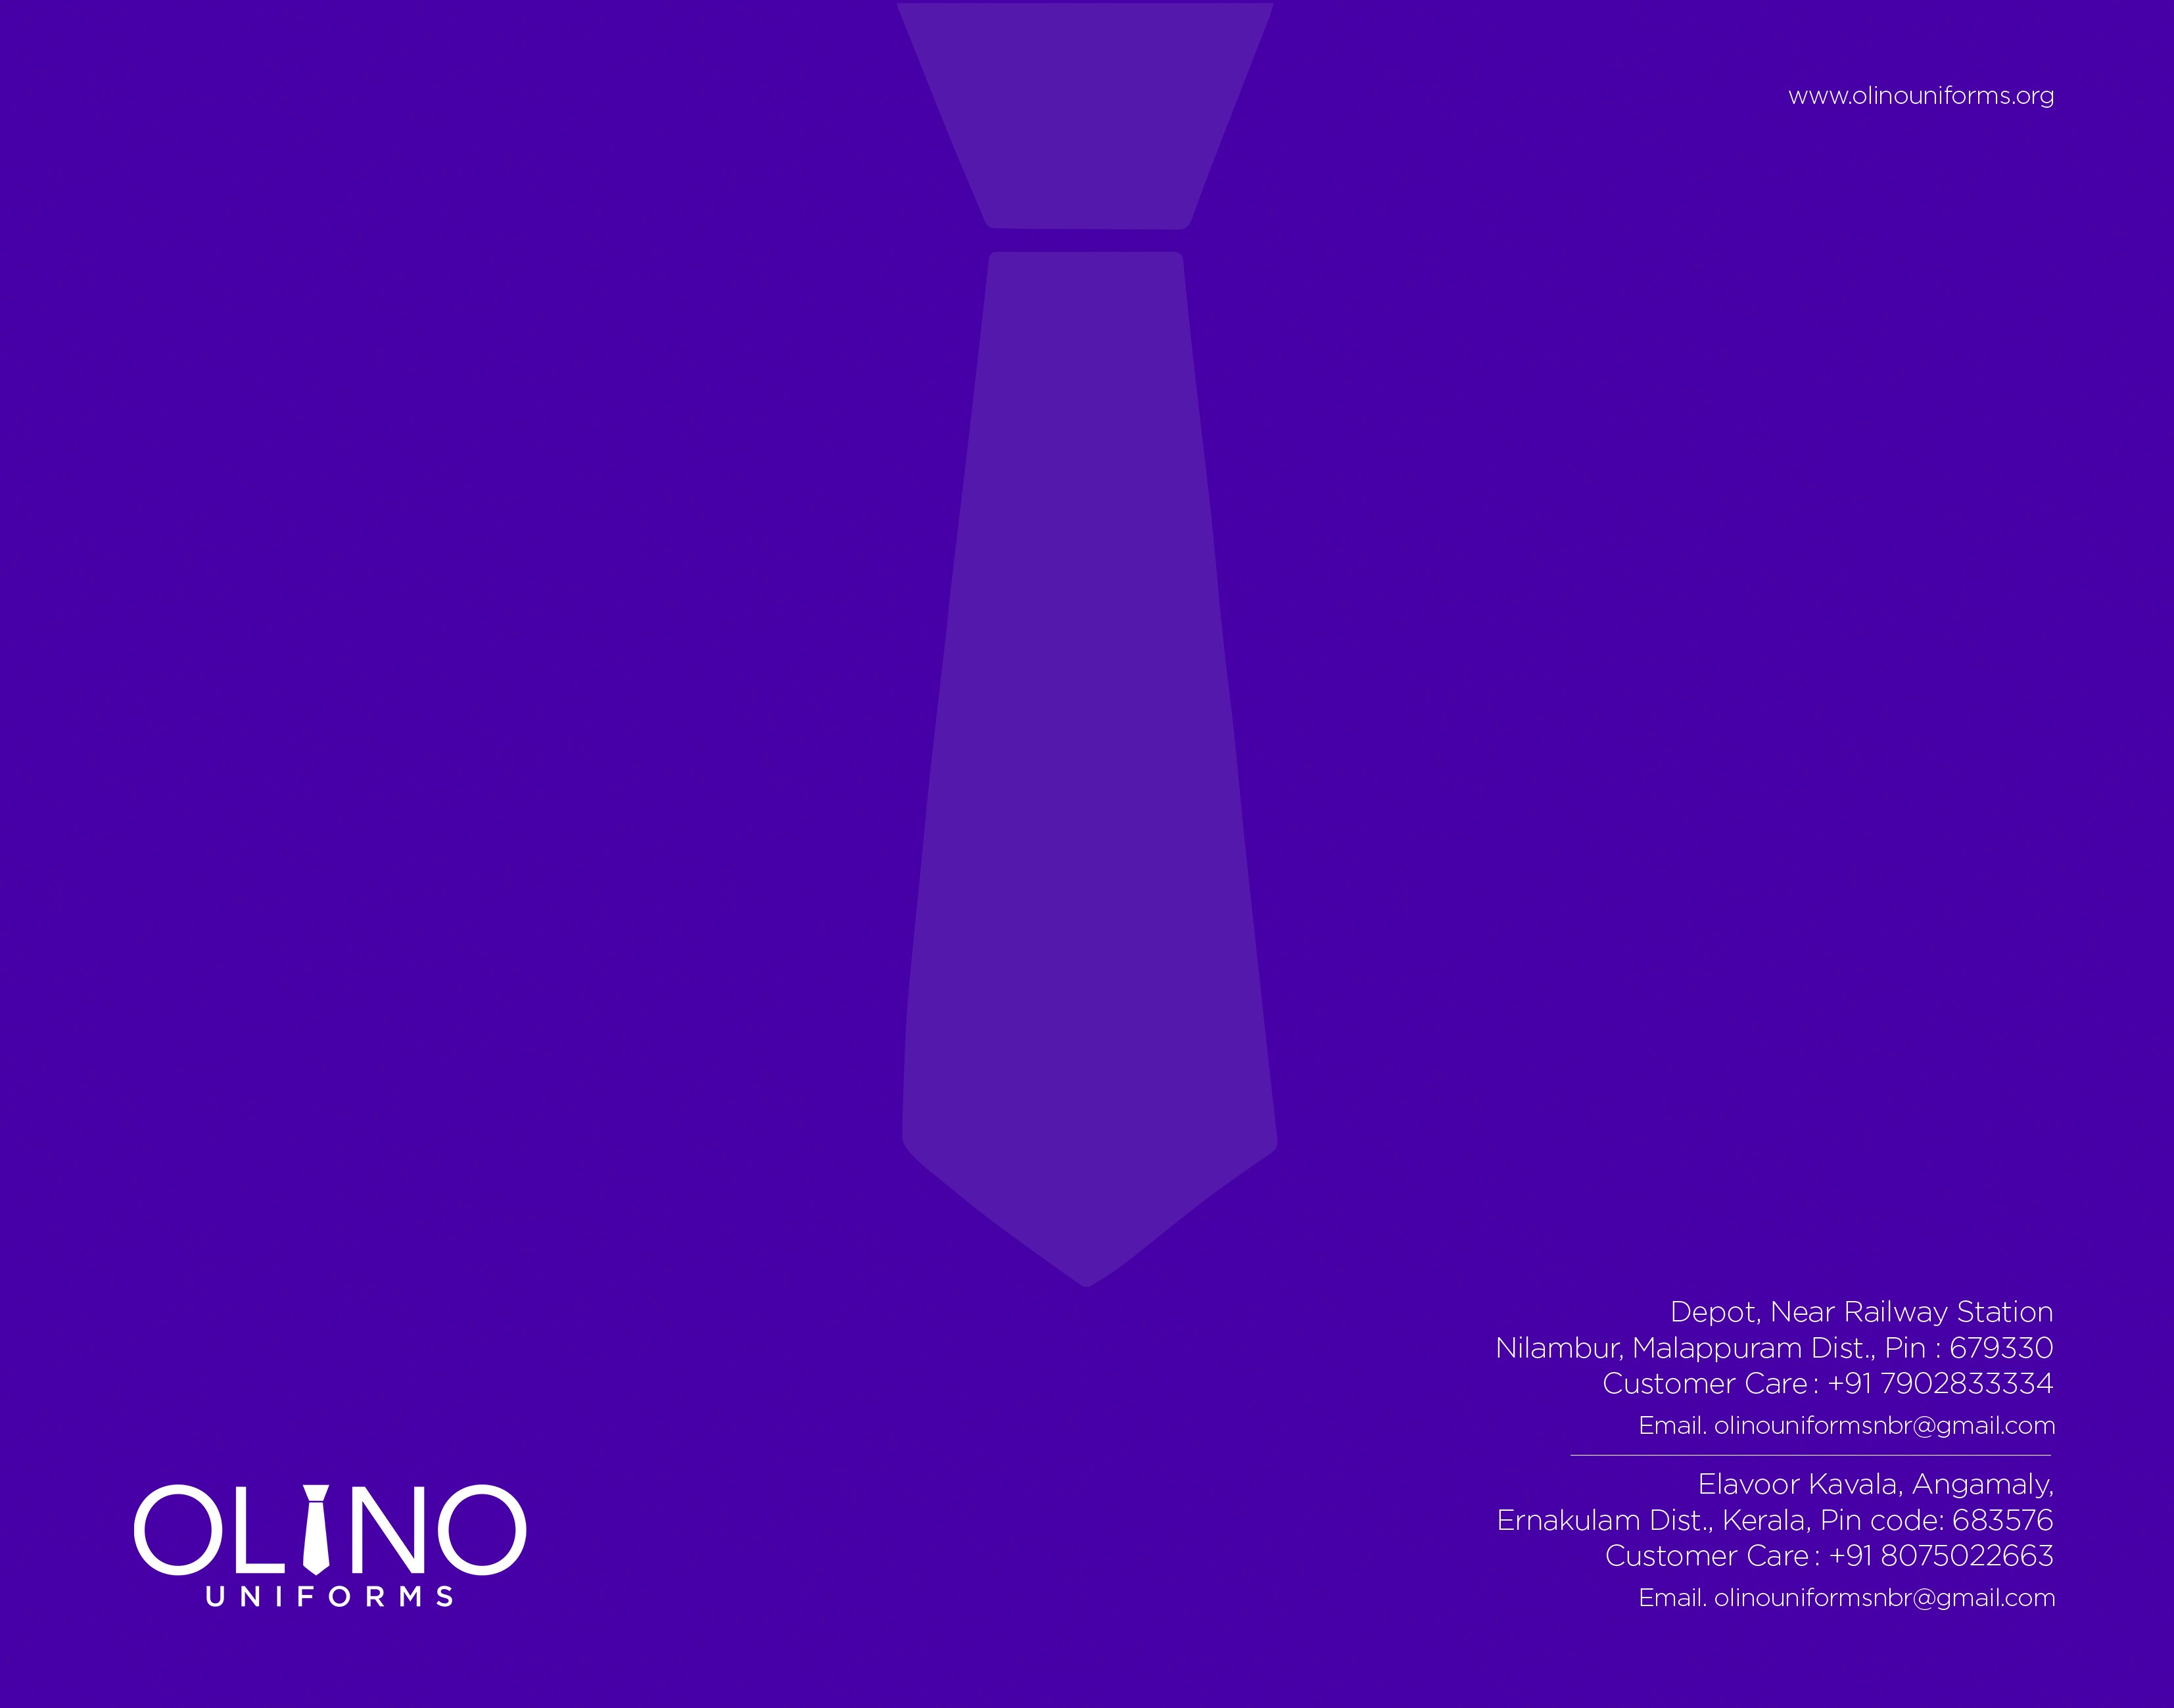 www.olinouniforms.org
Depot, Near Railway Station
Nilambur, Malappuram Dist., Pin : 679330
Customer Care : +91 7902833334
Email. olinouniformsnbr@gmail.com
Elavoor Kavala, Angamaly,
Ernakulam Dist., Kerala, Pin code: 683576
Customer Care : +91 8075022663
Email. olinouniformsnbr@gmail.com
OLINO
UNIFORMS